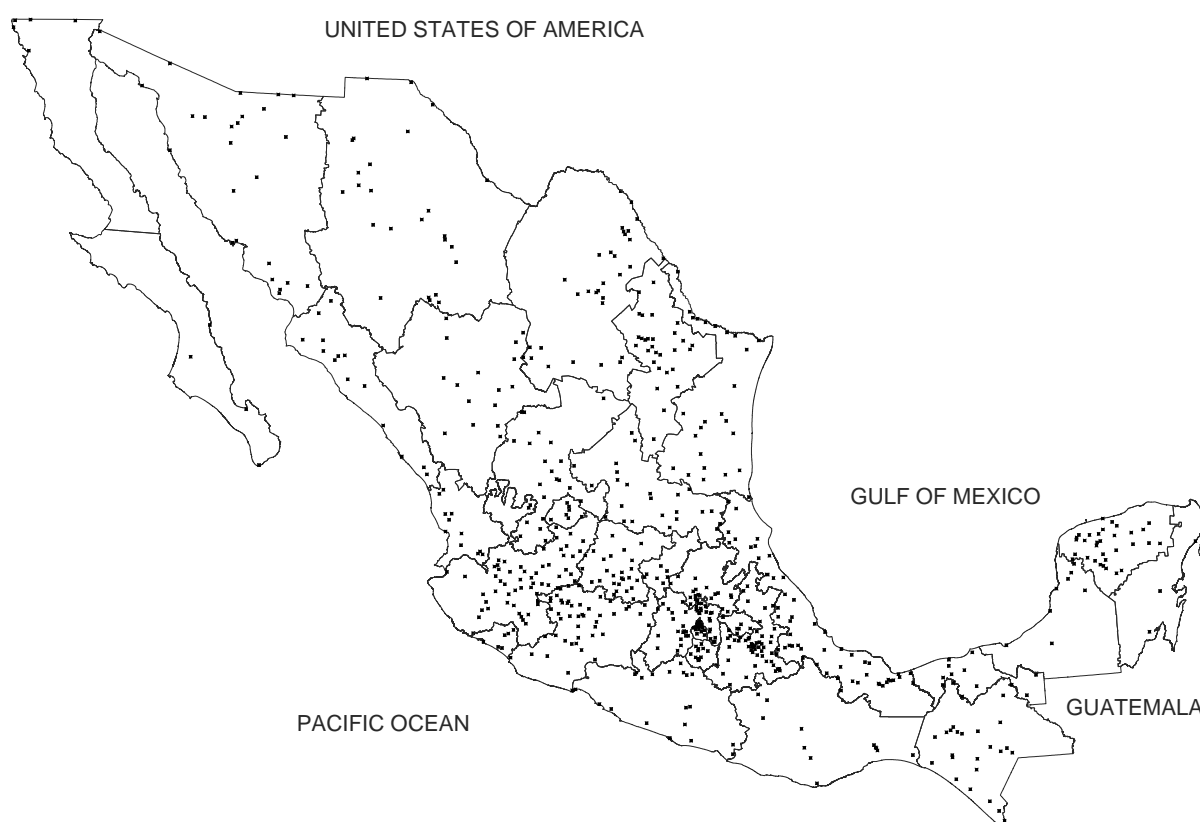 UNITED STATES OF AMERICA
GULF OF MEXICO
GUATEMALA
PACIFIC OCEAN